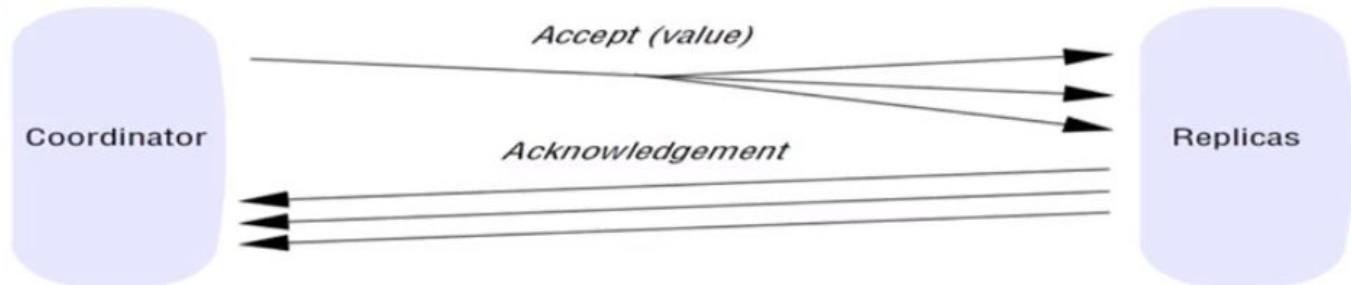 Accept (value)
Coordinator
Replicas
Acknowledgement